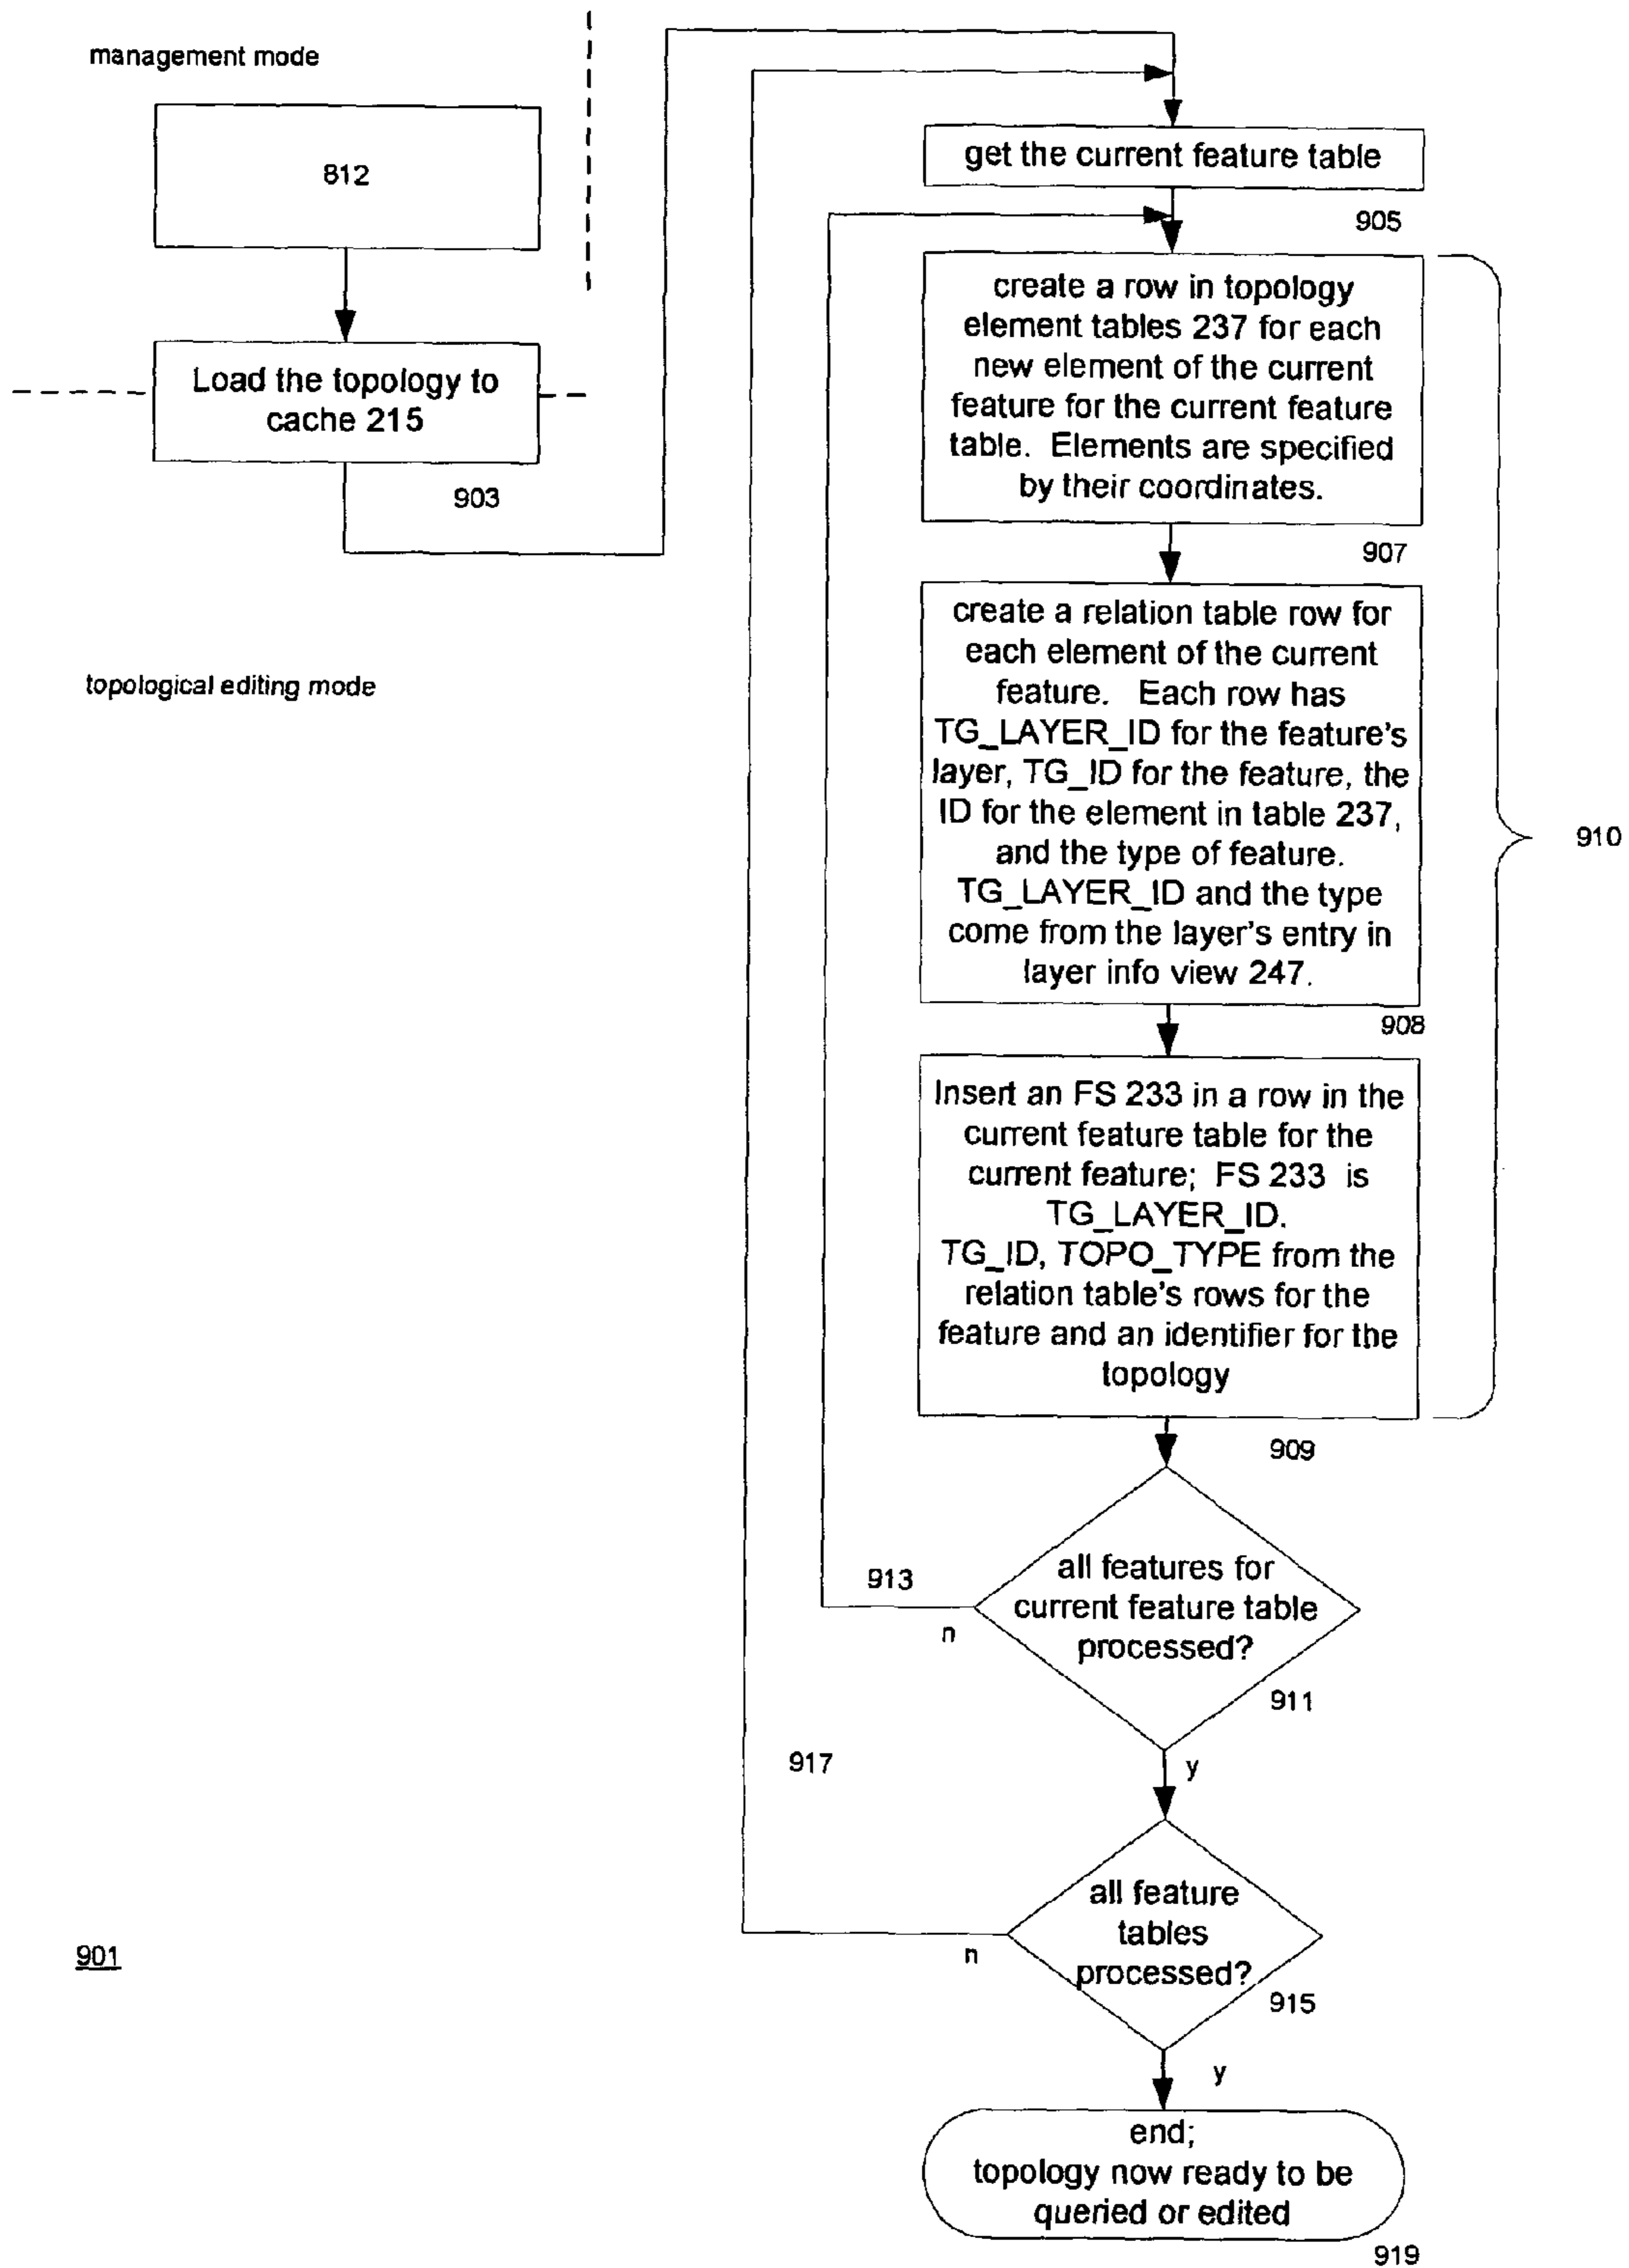 management mode
812
Load the topology to
cache 215
903
topological editing mode
901
get the current feature table
905
create a row in topology
element tables 237 for each
new element of the current
feature for the current feature
table. Elements are specified
by their coordinates.
907
create a relation table row for
each element of the current
feature. Each row has
TG_LAYER_ID for the feature's
layer, TG_ID for the feature, the
ID for the element in table 237,
and the type of feature.
TG_LAYER_ID and the type
come from the layer's entry in
layer info view 247.
908
910
Insert an FS 233 in a row in the
current feature table for the
current feature; FS 233 is
TG_LAYER_ID.
TG_ID, TOPO_TYPE from the
relation table's rows for the
feature and an identifier for the
topology
909
all features for
current feature table
processed?
911
913
n
y
917
all feature
tables
processed?
915
n
y
end;
topology now ready to be
queried or edited
919